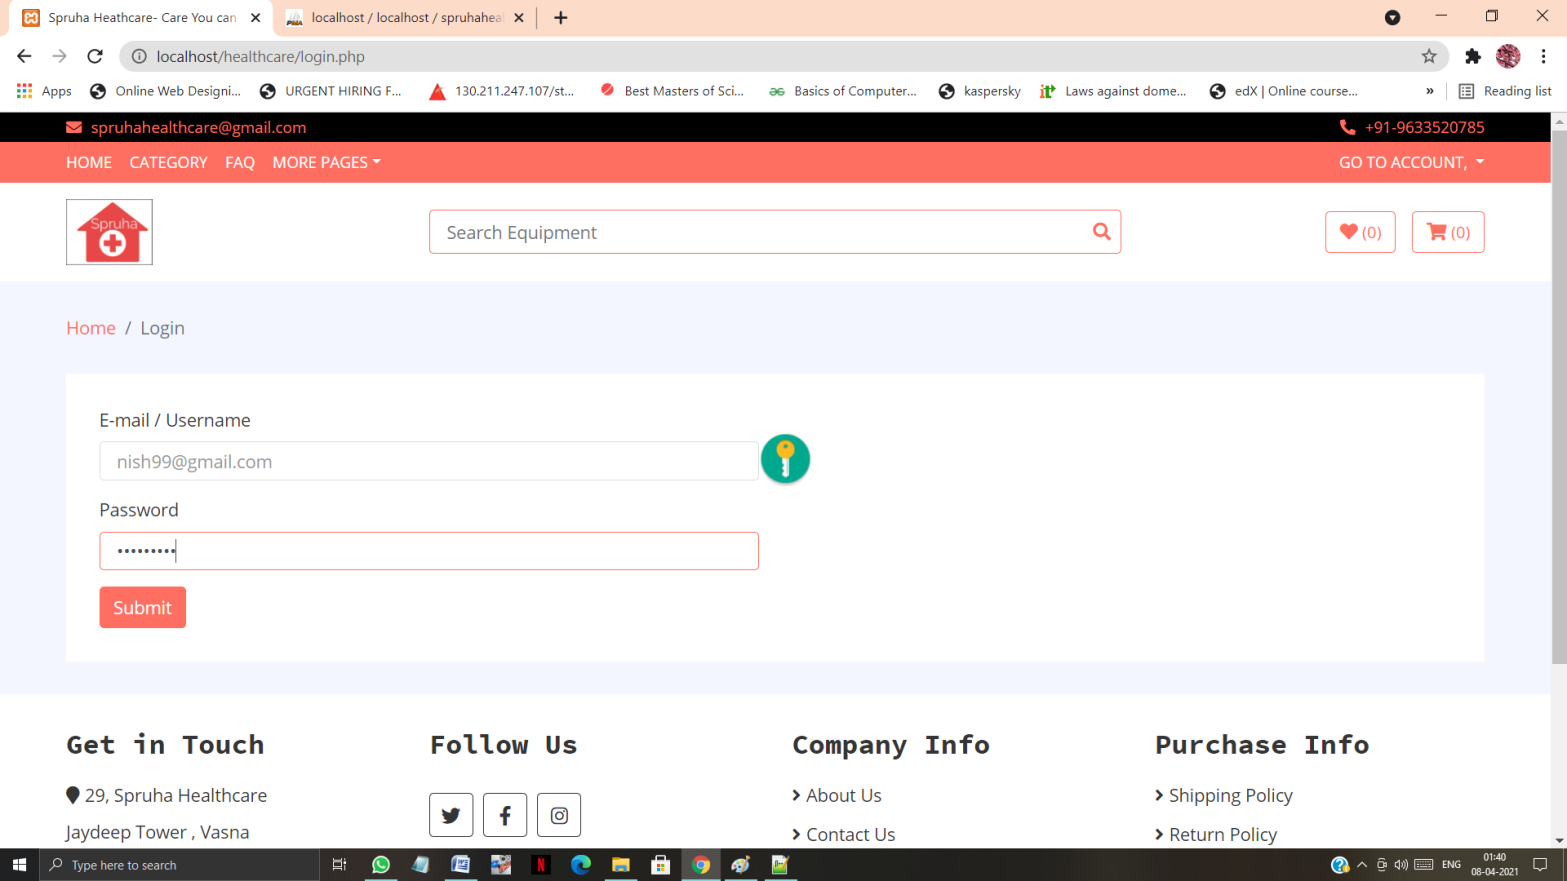 Spruha Heathcare- Care You can
localhost / localhost / spruhaheal
localhost/healthcare/login.php
Apps
Online Web Designi...
URGENT HIRING F...
130.211.247.107/st...
Best Masters of Sci...
Basics of Computer...
kaspersky
Laws against dome...
edX | Online course...
»
Reading list
spruhahealthcare@gmail.com
+91-9633520785
HOME
CATEGORY
FAQ
MORE PAGES
GO TO ACCOUNT,
Spruha
Search Equipment
(0)
(0)
Home / Login
E-mail / Username
nish99@gmail.com
Password
•••••••••
Submit
Get in Touch
29, Spruha Healthcare
Jaydeep Tower , Vasna
Follow Us
Company Info
> About Us
> Contact Us
Purchase Info
> Shipping Policy
> Return Policy
Type here to search
ENG
01:40
08-04-2021